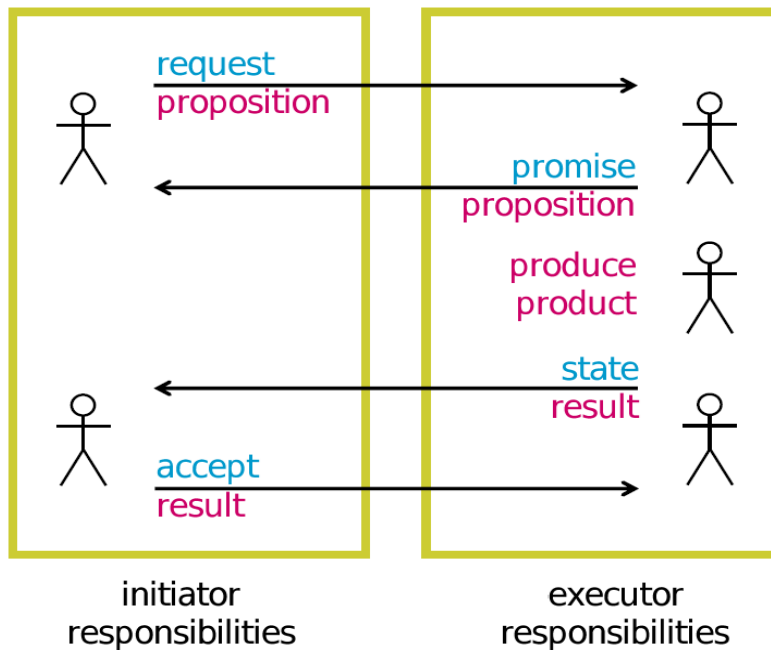 request
proposition
promise
proposition
produce
product
state
result
accept
result
initiator
responsibilities
executor
responsibilities